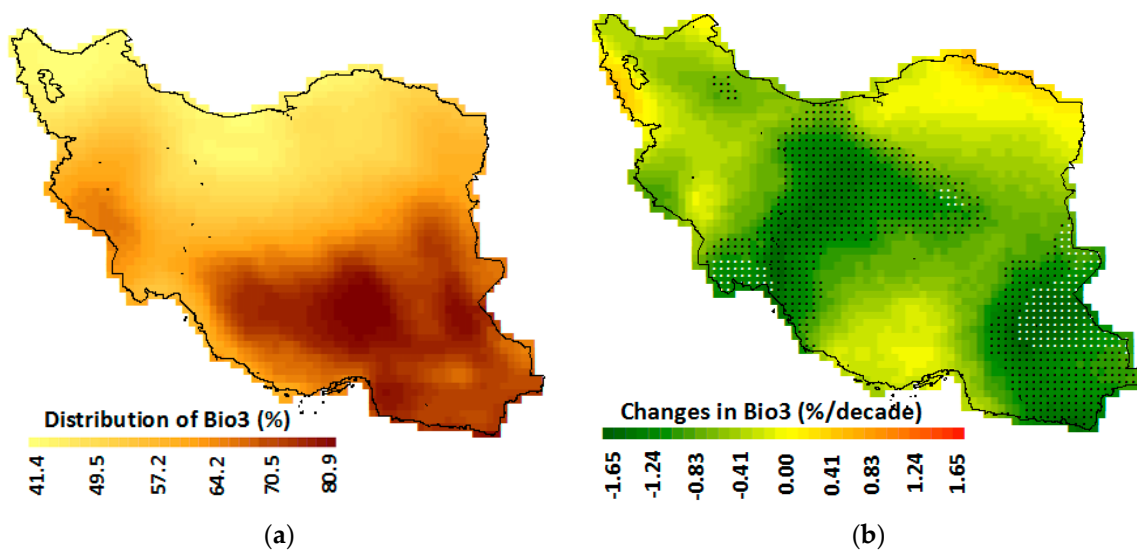 Distribution of Bio3 (%)
41.4 49.5 57.2 64.2 70.5 80.9
(a)
Changes in Bio3 (%/decade)
-1.65 -1.24 -0.83 -0.41 0.00 0.41 0.83 1.24 1.65
(b)